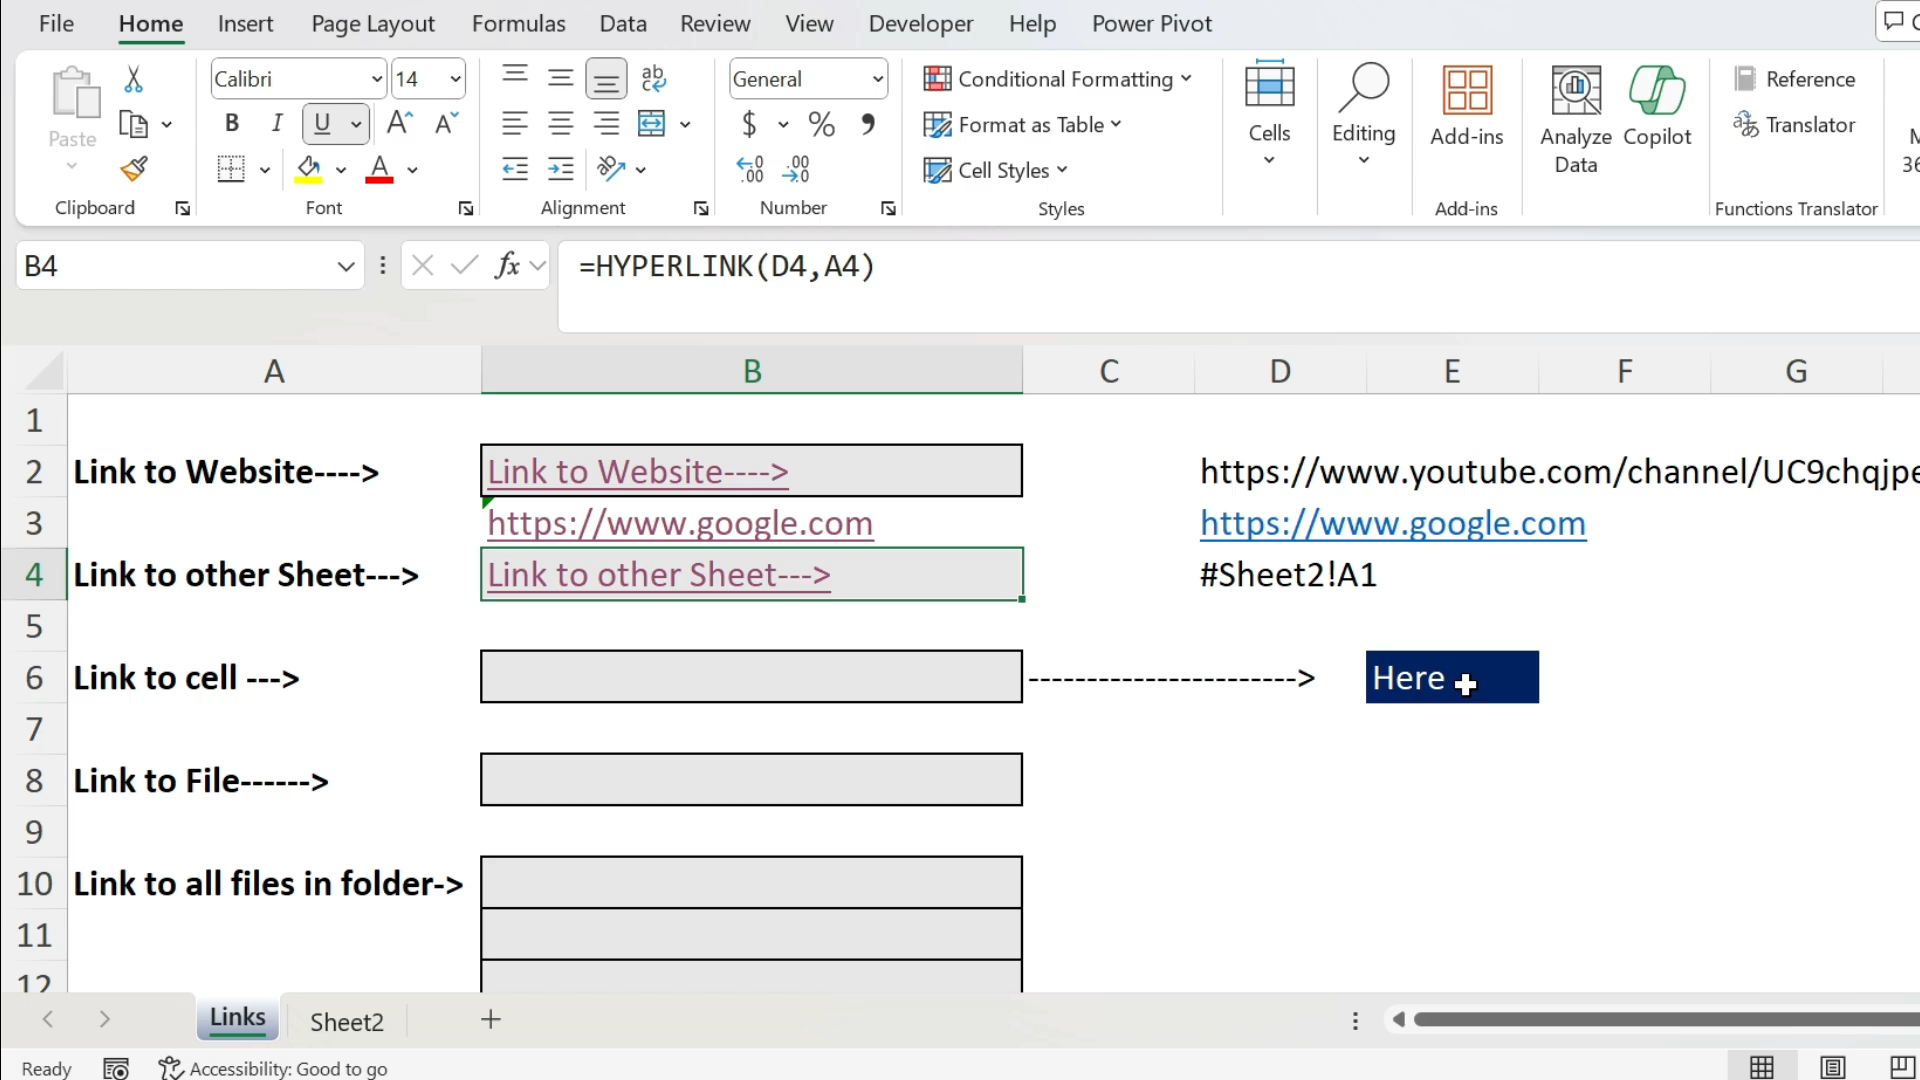 File Home Insert Page Layout Formulas Data Review View Developer Help Power Pivot
Calibri 14 General Conditional Formatting Reference
Paste B I U $ % Format as Table Cells Editing Add-ins Analyze Data Copilot Translator
Cell Styles
Clipboard Font Alignment Number Styles Add-ins Functions Translator
B4 fx =HYPERLINK(D4,A4)
A B C D E F G
1
2 Link to Website----> Link to Website----> https://www.youtube.com/channel/UC9chqjpe
3 https://www.google.com https://www.google.com
4 Link to other Sheet---> Link to other Sheet---> #Sheet2!A1
5
6 Link to cell ---> -----------------------> Here
7
8 Link to File------>
9
10 Link to all files in folder->
11
12
Links Sheet2 +
Ready Accessibility: Good to go